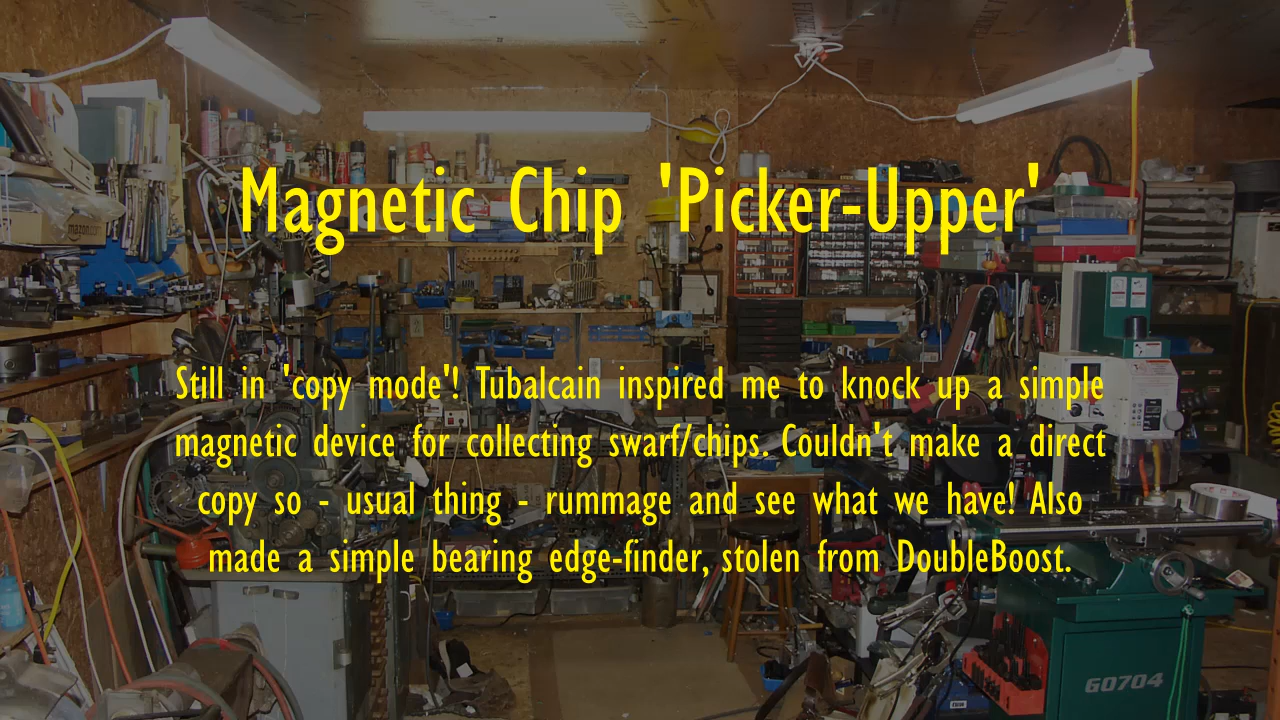 Magnetic Chip 'Picker-Upper'
Still in 'copy mode'! Tubalcain inspired me to knock up a simple
magnetic device for collecting swarf/chips. Couldn't make a direct
copy so - usual thing - rummage and see what we have! Also
made a simple bearing edge-finder, stolen from DoubleBoost.
G0704